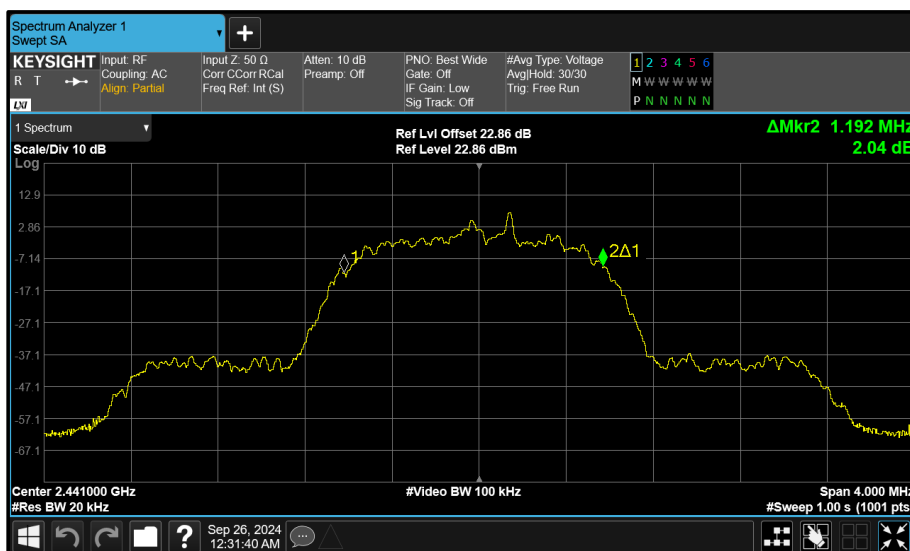 Spectrum Analyzer 1
Swept SA
KEYSIGHT
R T
LXI
Input: RF
Coupling: AC
Align: Partial
Input Z: 50 Ω
Corr CCorr RCal
Freq Ref: Int (S)
Atten: 10 dB
Preamp: Off
PNO: Best Wide
Gate: Off
IF Gain: Low
Sig Track: Off
#Avg Type: Voltage
Avg|Hold: 30/30
Trig: Free Run
1 2 3 4 5 6
M W W W W W
P N N N N N
1 Spectrum
Scale/Div 10 dB
Ref Lvl Offset 22.86 dB
Ref Level 22.86 dBm
ΔMkr2 1.192 MHz
2.04 dB
Log
12.9
2.86
-7.14
-17.1
-27.1
-37.1
-47.1
-57.1
-67.1
1
2Δ1
Center 2.441000 GHz
#Res BW 20 kHz
#Video BW 100 kHz
Span 4.000 MHz
#Sweep 1.00 s (1001 pts
?
Sep 26, 2024
12:31:40 AM